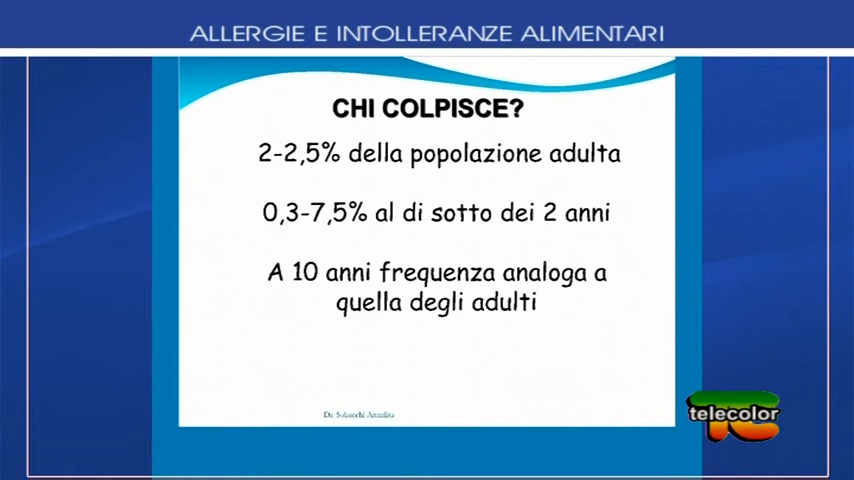 ALLERGIE E INTOLLERANZE ALIMENTARI
CHI COLPISCE?
2-2,5% della popolazione adulta
0,3-7,5% al di sotto dei 2 anni
A 10 anni frequenza analoga a
quella degli adulti
telecolor